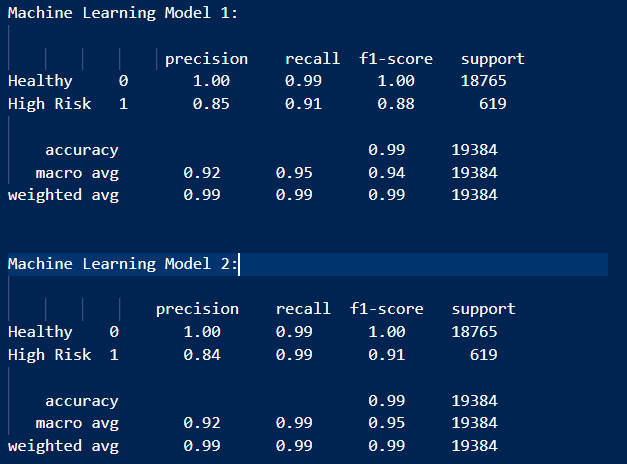 Machine Learning Model 1:
precision recall f1-score support
Healthy 0 1.00 0.99 1.00 18765
High Risk 1 0.85 0.91 0.88 619
accuracy 0.99 19384
macro avg 0.92 0.95 0.94 19384
weighted avg 0.99 0.99 0.99 19384
Machine Learning Model 2:
precision recall f1-score support
Healthy 0 1.00 0.99 1.00 18765
High Risk 1 0.84 0.99 0.91 619
accuracy 0.99 19384
macro avg 0.92 0.99 0.95 19384
weighted avg 0.99 0.99 0.99 19384